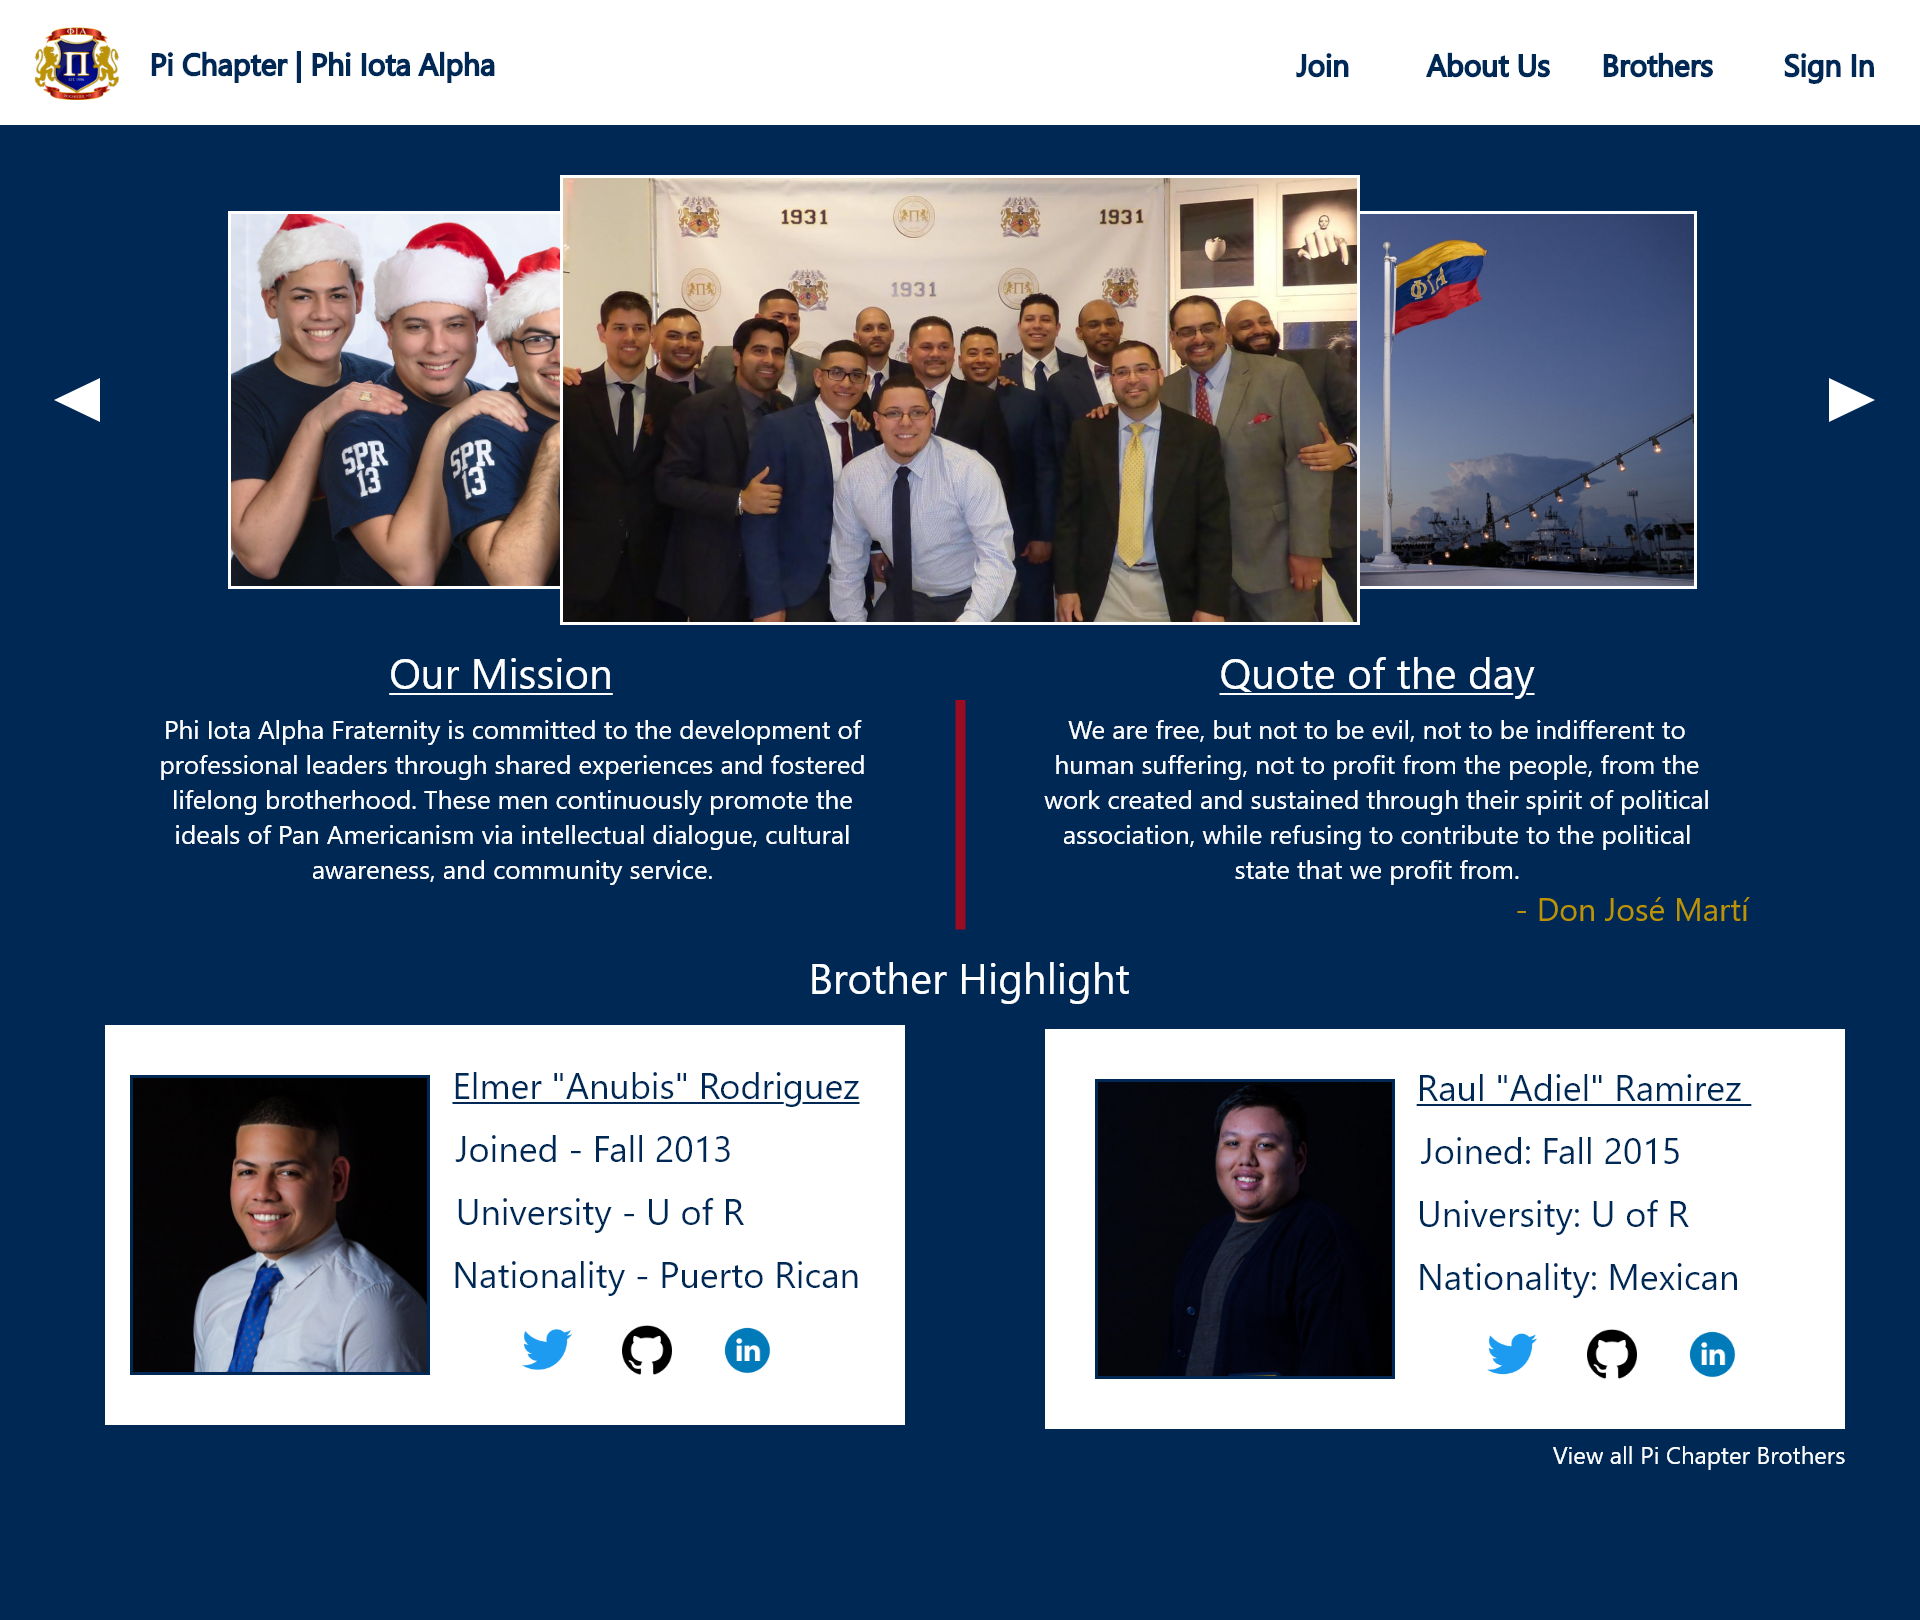 ΦΙΑ
Π
Pi Chapter | Phi Iota Alpha
Join
About Us
Brothers
Sign In
1931
1931
1931
Π
SPR
13
SPR
13
ΦΙΑ
Our Mission
Phi Iota Alpha Fraternity is committed to the development of
professional leaders through shared experiences and fostered
lifelong brotherhood. These men continuously promote the
ideals of Pan Americanism via intellectual dialogue, cultural
awareness, and community service.
Quote of the day
We are free, but not to be evil, not to be indifferent to
human suffering, not to profit from the people, from the
work created and sustained through their spirit of political
association, while refusing to contribute to the political
state that we profit from.
- Don José Martí
Brother Highlight
Elmer "Anubis" Rodriguez
Joined - Fall 2013
University - U of R
Nationality - Puerto Rican
in
Raul "Adiel" Ramirez
Joined: Fall 2015
University: U of R
Nationality: Mexican
in
View all Pi Chapter Brothers